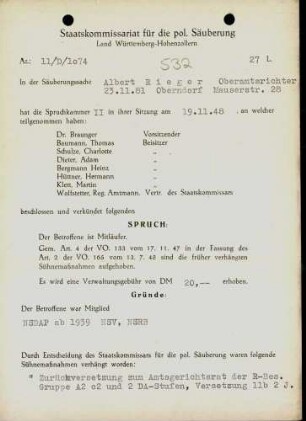 Staatskommissariat für die pol. Säuberung
Land Württemberg-Hohenzollern
Az.: 11/D/1074 532 27 L
In der Säuberungssache Albert Rieger Oberamtsrichter
23.11.81 Oberndorf Hauserstr. 28
hat die Spruchkammer II in ihrer Sitzung am 19.11.48 , an welcher
teilgenommen haben:
Dr. Breunger Vorsitzender
Baumann, Thomas Beisitzer
Schulze, Charlotte "
Dieter, Adam "
Bergmann Heinz "
Hüttner, Hermann "
Klett, Martin "
Walfstetter, Reg. Amtmann, Vertr. des Staatskommissars
beschlossen und verkündet folgenden
SPRUCH:
Der Betroffene ist Mitläufer.
Gem. Art. 4 der VO. 133 vom 17. 11. 47 in der Fassung des
Art. 2 der VO. 165 vom 13. 7. 48 sind die früher verhängten
Sühnemaßnahmen aufgehoben.
Es wird eine Verwaltungsgebühr von DM 20,-- erhoben.
Gründe:
Der Betroffene war Mitglied
NSDAP ab 1939 NSV, NSRB
Durch Entscheidung des Staatskommissars für die pol. Säuberung waren folgende
Sühnemaßnahmen verhängt worden:
" Zurückversetzung zum Amtsgerichtsrat der R-Bes.
Gruppe A2 c2 und 2 DA-Stufen, Versetzung 11b 2 J.